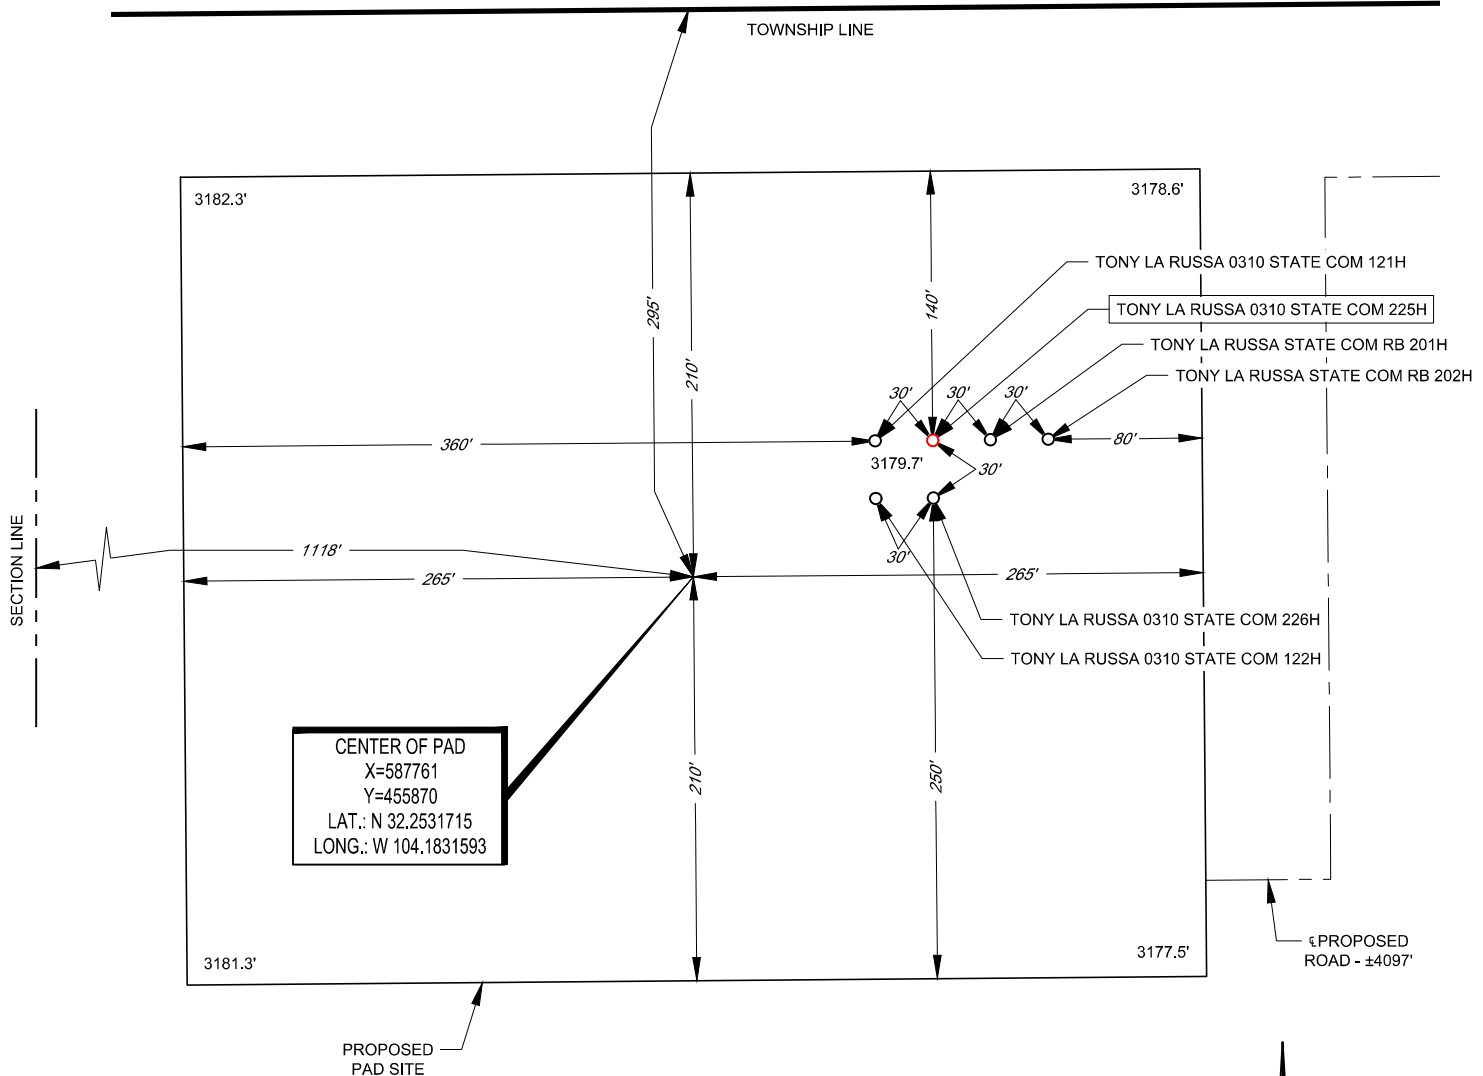 TOWNSHIP LINE
3182.3'
3178.6'
TONY LA RUSSA 0310 STATE COM 121H
295'
140'
TONY LA RUSSA 0310 STATE COM 225H
TONY LA RUSSA STATE COM RB 201H
210'
TONY LA RUSSA STATE COM RB 202H
30'
30'
30'
360'
80'
3179.7'
30'
SECTION LINE
1118'
30'
265'
265'
TONY LA RUSSA 0310 STATE COM 226H
TONY LA RUSSA 0310 STATE COM 122H
CENTER OF PAD
X=587761
Y=455870
LAT.: N 32.2531715
LONG.: W 104.1831593
210'
250'
3181.3'
3177.5'
℄PROPOSED
ROAD - ±4097'
PROPOSED
PAD SITE